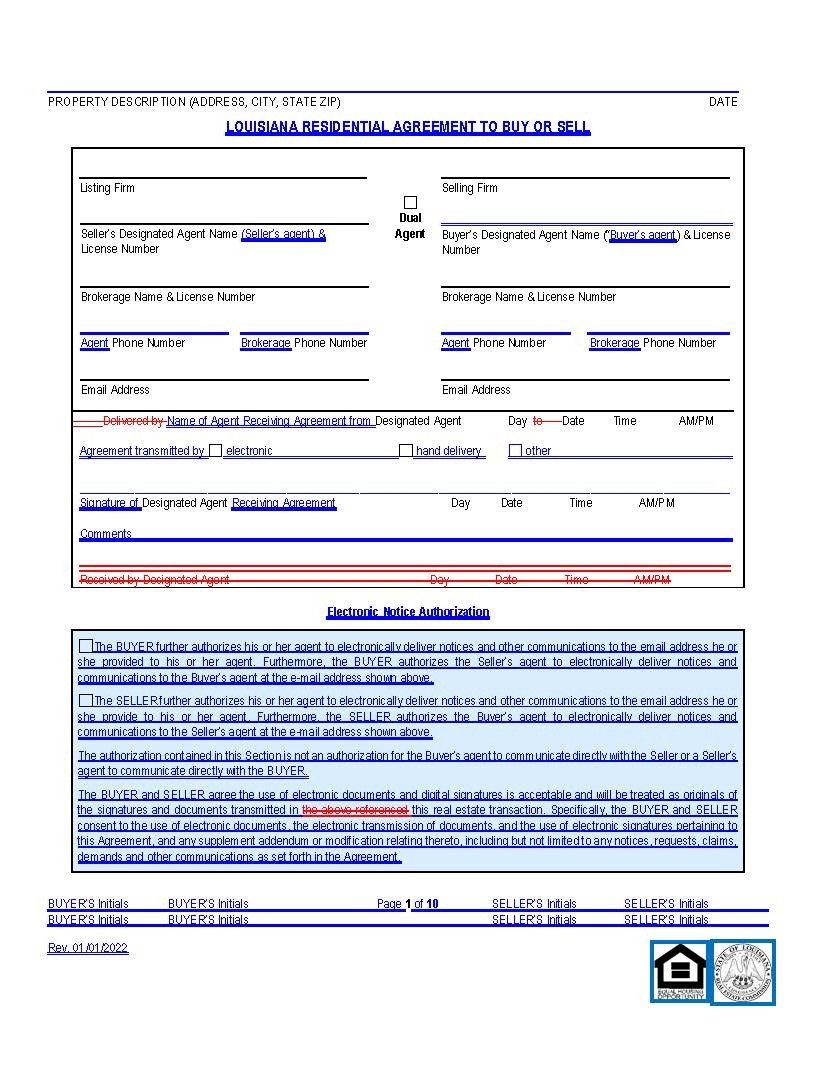 PROPERTY DESCRIPTION (ADDRESS, CITY, STATE ZIP) DATE
LOUISIANA RESIDENTIAL AGREEMENT TO BUY OR SELL
Listing Firm Selling Firm
Dual
Agent
Seller's Designated Agent Name (Seller's agent) & Buyer's Designated Agent Name ("Buyer's agent) & License
License Number Number
Brokerage Name & License Number Brokerage Name & License Number
Agent Phone Number Brokerage Phone Number Agent Phone Number Brokerage Phone Number
Email Address Email Address
Delivered by Name of Agent Receiving Agreement from Designated Agent Day to Date Time AM/PM
Agreement transmitted by electronic hand delivery other
Signature of Designated Agent Receiving Agreement Day Date Time AM/PM
Comments
Received by Designated Agent Day Date Time AM/PM
Electronic Notice Authorization
The BUYER further authorizes his or her agent to electronically deliver notices and other communications to the email address he or
she provided to his or her agent. Furthermore, the BUYER authorizes the Seller's agent to electronically deliver notices and
communications to the Buyer's agent at the e-mail address shown above.
The SELLER further authorizes his or her agent to electronically deliver notices and other communications to the email address he or
she provide to his or her agent. Furthermore, the SELLER authorizes the Buyer's agent to electronically deliver notices and
communications to the Seller's agent at the e-mail address shown above.
The authorization contained in this Section is not an authorization for the Buyer's agent to communicate directly with the Seller or a Seller's
agent to communicate directly with the BUYER.
The BUYER and SELLER agree the use of electronic documents and digital signatures is acceptable and will be treated as originals of
the signatures and documents transmitted in the above referenced this real estate transaction. Specifically, the BUYER and SELLER
consent to the use of electronic documents, the electronic transmission of documents, and the use of electronic signatures pertaining to
this Agreement, and any supplement addendum or modification relating thereto, including but not limited to any notices, requests, claims,
demands and other communications as set forth in the Agreement.
BUYER'S Initials BUYER'S Initials Page 1 of 10 SELLER'S Initials SELLER'S Initials
BUYER'S Initials BUYER'S Initials SELLER'S Initials SELLER'S Initials
Rev. 01/01/2022
EQUAL HOUSING
OPPORTUNITY
STATE OF LOUISIANA
REAL ESTATE COMMISSION